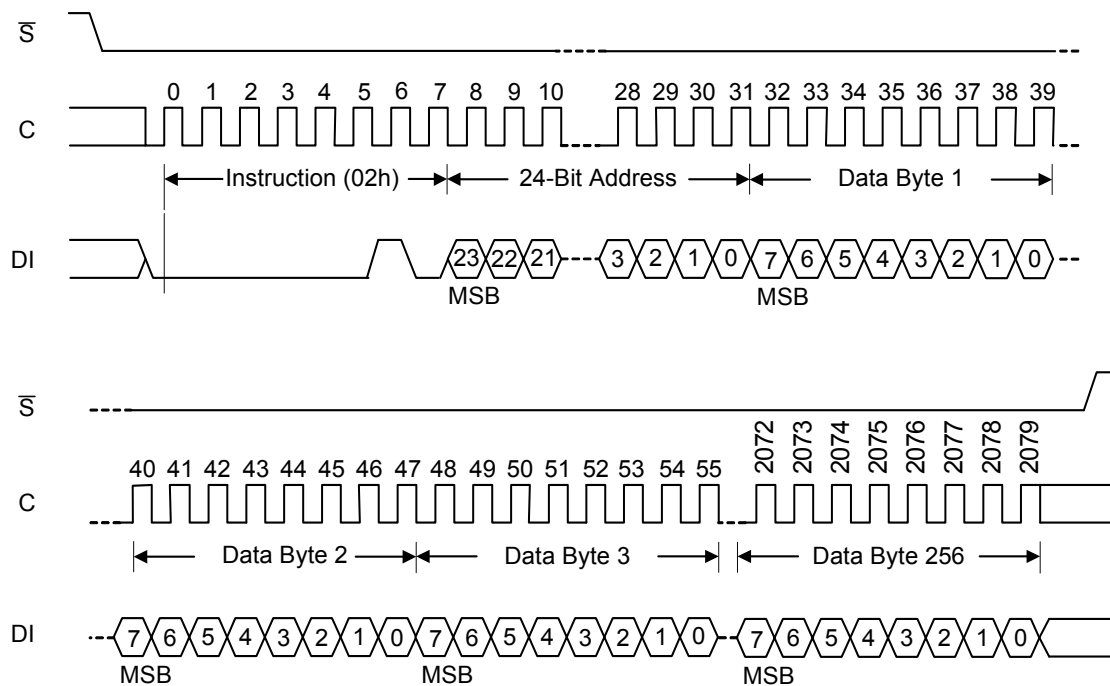 S̅
0 1 2 3 4 5 6 7 8 9 10 28 29 30 31 32 33 34 35 36 37 38 39
C
Instruction (02h) 24-Bit Address Data Byte 1
DI 23 22 21 3 2 1 0 7 6 5 4 3 2 1 0
MSB MSB
S̅
2072 2073 2074 2075 2076 2077 2078 2079
40 41 42 43 44 45 46 47 48 49 50 51 52 53 54 55
C
Data Byte 2 Data Byte 3 Data Byte 256
DI 7 6 5 4 3 2 1 0 7 6 5 4 3 2 1 0 7 6 5 4 3 2 1 0
MSB MSB MSB